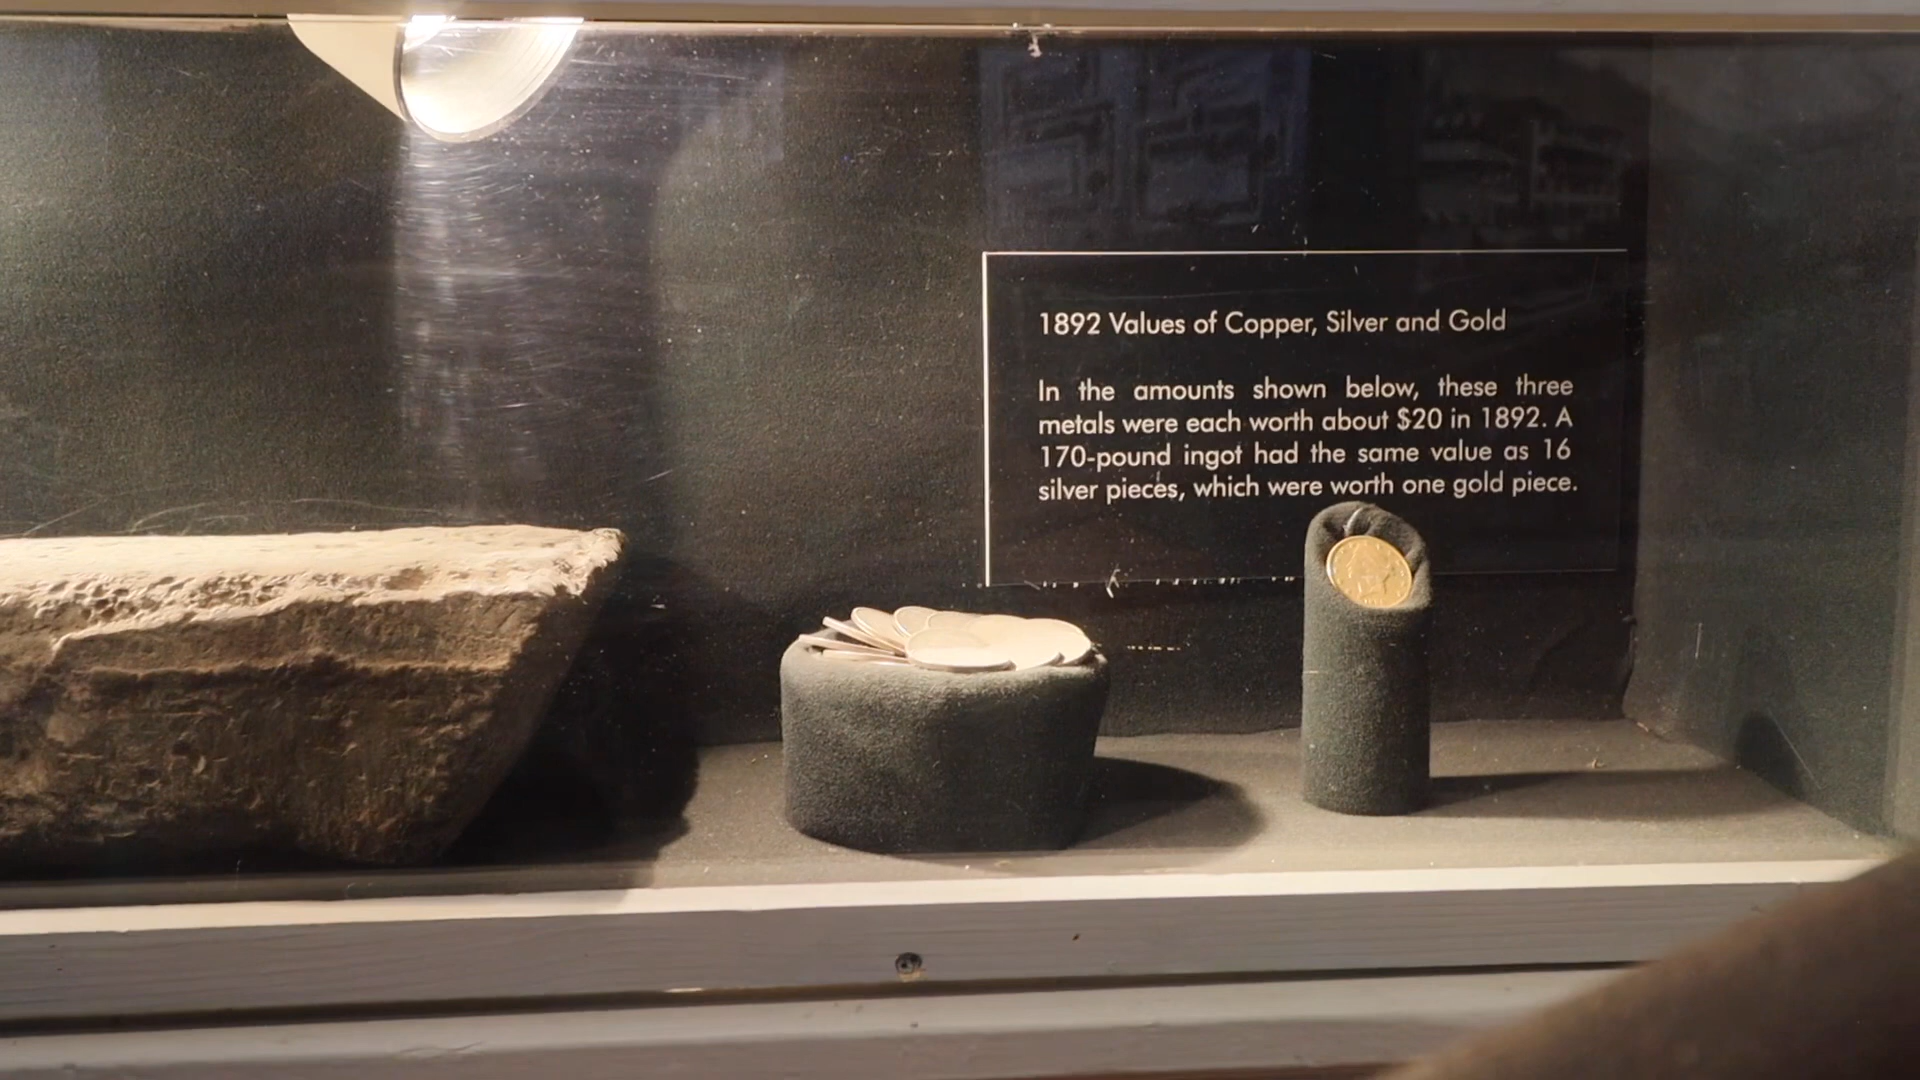 1892 Values of Copper, Silver and Gold
In the amounts shown below, these three
metals were each worth about $20 in 1892. A
170-pound ingot had the same value as 16
silver pieces, which were worth one gold piece.